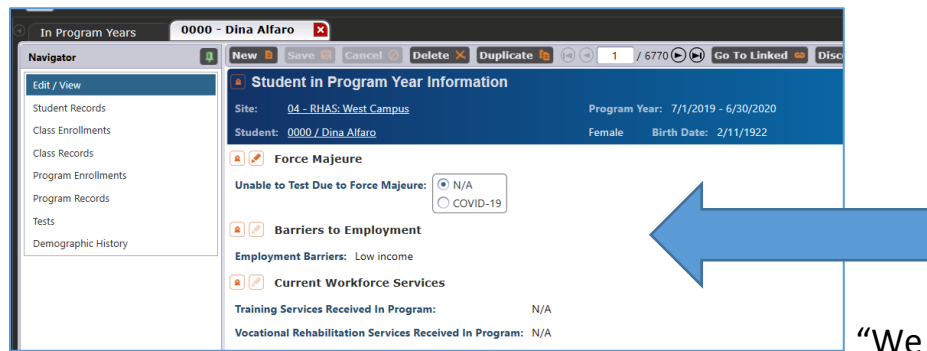 In Program Years
0000 - Dina Alfaro
Navigator
New Save Cancel Delete Duplicate 1 / 6770 Go To Linked Disc
Edit / View
Student Records
Class Enrollments
Class Records
Program Enrollments
Program Records
Tests
Demographic History
Student in Program Year Information
Site: 04 - RHAS: West Campus Program Year: 7/1/2019 - 6/30/2020
Student: 0000 / Dina Alfaro Female Birth Date: 2/11/1922
Force Majeure
Unable to Test Due to Force Majeure: N/A
COVID-19
Barriers to Employment
Employment Barriers: Low income
Current Workforce Services
Training Services Received In Program: N/A
Vocational Rehabilitation Services Received In Program: N/A
“We